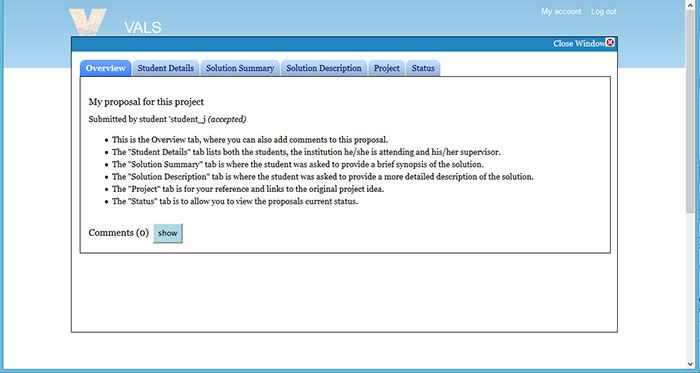 My account Log out
V VALS
Close Window
Overview Student Details Solution Summary Solution Description Project Status
My proposal for this project
Submitted by student 'student_j (accepted)
• This is the Overview tab, where you can also add comments to this proposal.
• The "Student Details" tab lists both the students, the institution he/she is attending and his/her supervisor.
• The "Solution Summary" tab is where the student was asked to provide a brief synopsis of the solution.
• The "Solution Description" tab is where the student was asked to provide a more detailed description of the solution.
• The "Project" tab is for your reference and links to the original project idea.
• The "Status" tab is to allow you to view the proposals current status.
Comments (0) show